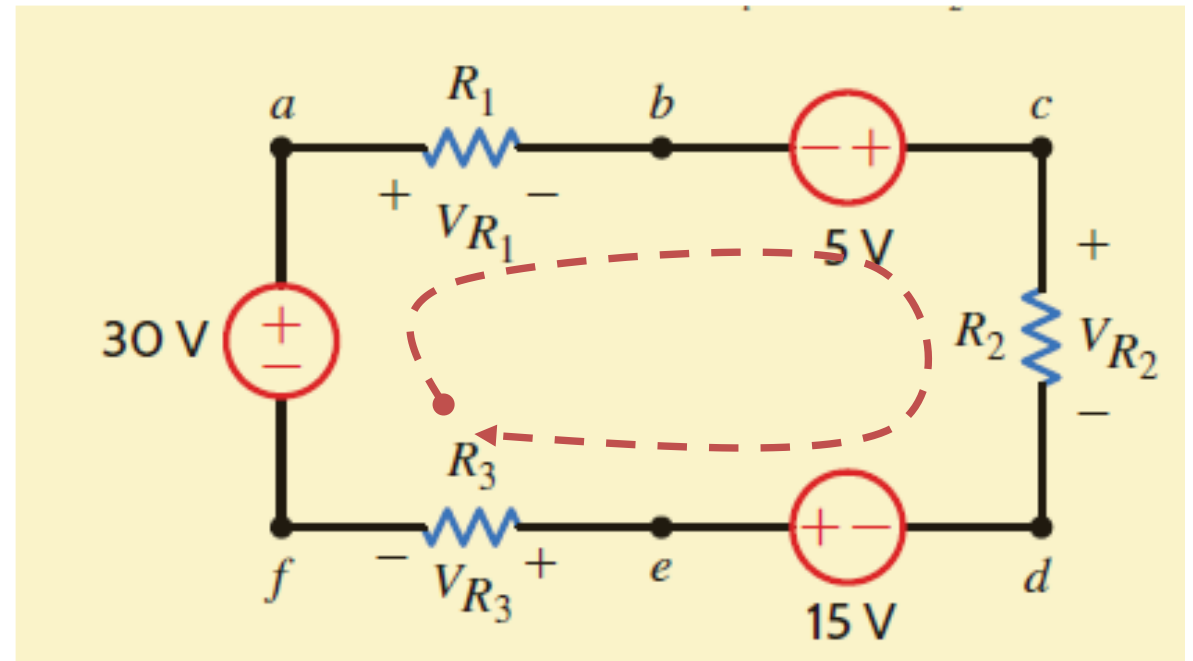 a
R1
b
c
− +
+ −
VR1
5 V
+
30 V
+
−
R2
VR2
−
R3
+ −
f
− +
VR3
e
d
15 V